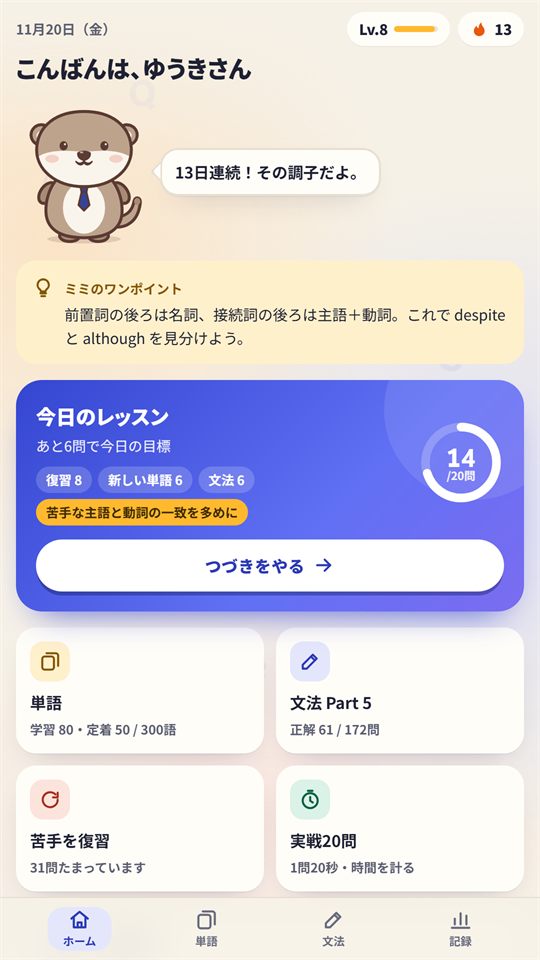 11月20日（金）
Lv.8
13
こんばんは、ゆうきさん
13日連続！その調子だよ。
ミミのワンポイント
前置詞の後ろは名詞、接続詞の後ろは主語＋動詞。これで despite
と although を見分けよう。
今日のレッスン
あと6問で今日の目標
復習 8
新しい単語 6
文法 6
苦手な主語と動詞の一致を多めに
14
/20問
つづきをやる →
単語
学習 80・定着 50 / 300語
文法 Part 5
正解 61 / 172問
苦手を復習
31問たまっています
実戦20問
1問20秒・時間を計る
ホーム
単語
文法
記録